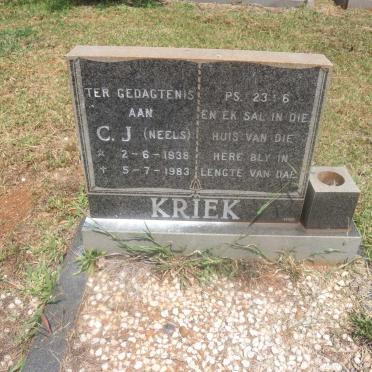 TER GEDAGTENIS
AAN
C. J (NEELS)
* 2-6-1938
+ 5-7-1983
PS. 23 : 6
EN EK SAL IN DIE
HUIS VAN DIE
HERE BLY IN
LENGTE VAN DAE
KRIEK